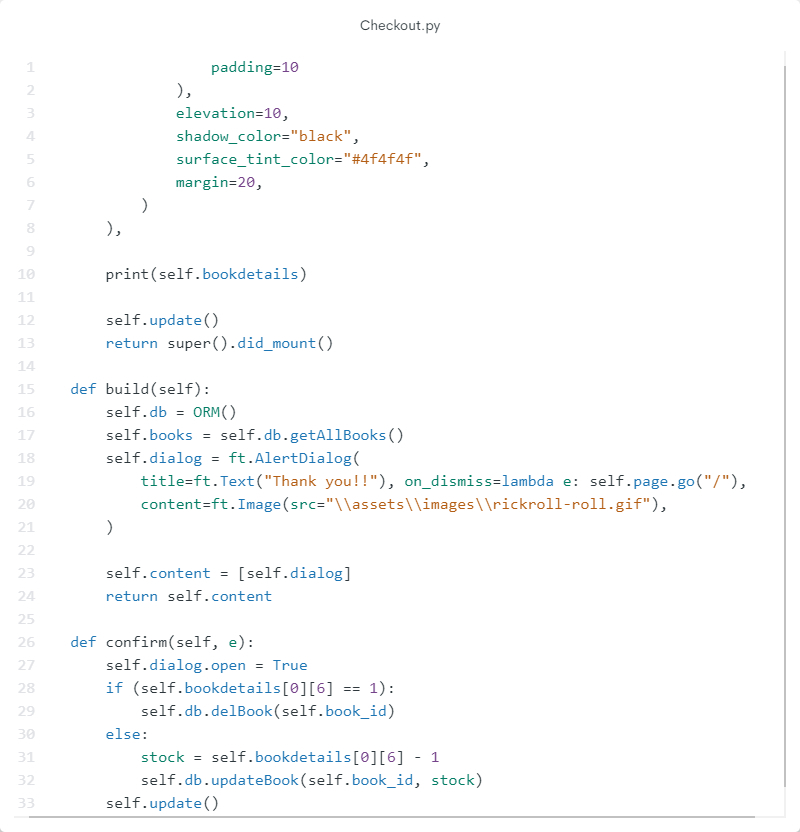 Checkout.py
1 padding=10
2 ),
3 elevation=10,
4 shadow_color="black",
5 surface_tint_color="#4f4f4f",
6 margin=20,
7 )
8 ),
9
10 print(self.bookdetails)
11
12 self.update()
13 return super().did_mount()
14
15 def build(self):
16 self.db = ORM()
17 self.books = self.db.getAllBooks()
18 self.dialog = ft.AlertDialog(
19 title=ft.Text("Thank you!!"), on_dismiss=lambda e: self.page.go("/"),
20 content=ft.Image(src="\\assets\\images\\rickroll-roll.gif"),
21 )
22
23 self.content = [self.dialog]
24 return self.content
25
26 def confirm(self, e):
27 self.dialog.open = True
28 if (self.bookdetails[0][6] == 1):
29 self.db.delBook(self.book_id)
30 else:
31 stock = self.bookdetails[0][6] - 1
32 self.db.updateBook(self.book_id, stock)
33 self.update()